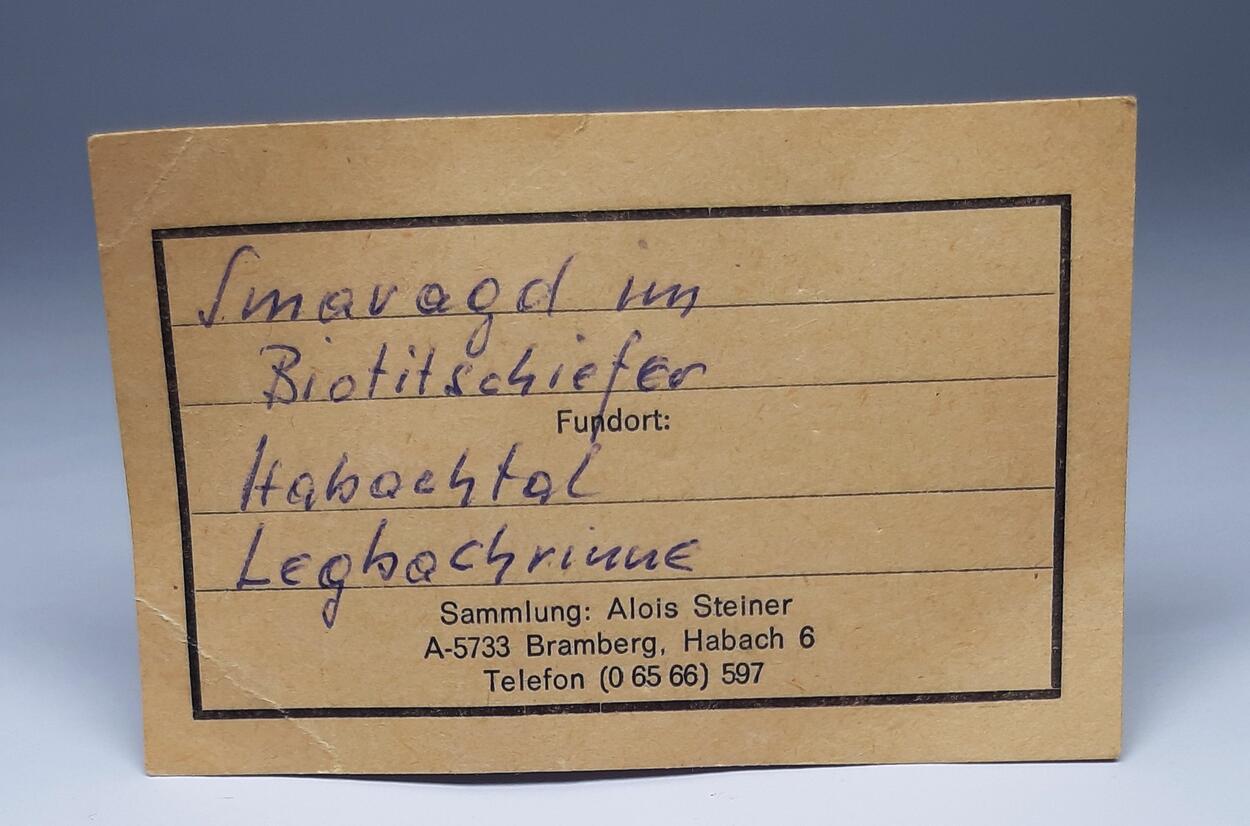 Smaragd im
Biotitschiefer
Fundort:
Habachtal
Legbachrinne
Sammlung: Alois Steiner
A-5733 Bramberg, Habach 6
Telefon (0 65 66) 597